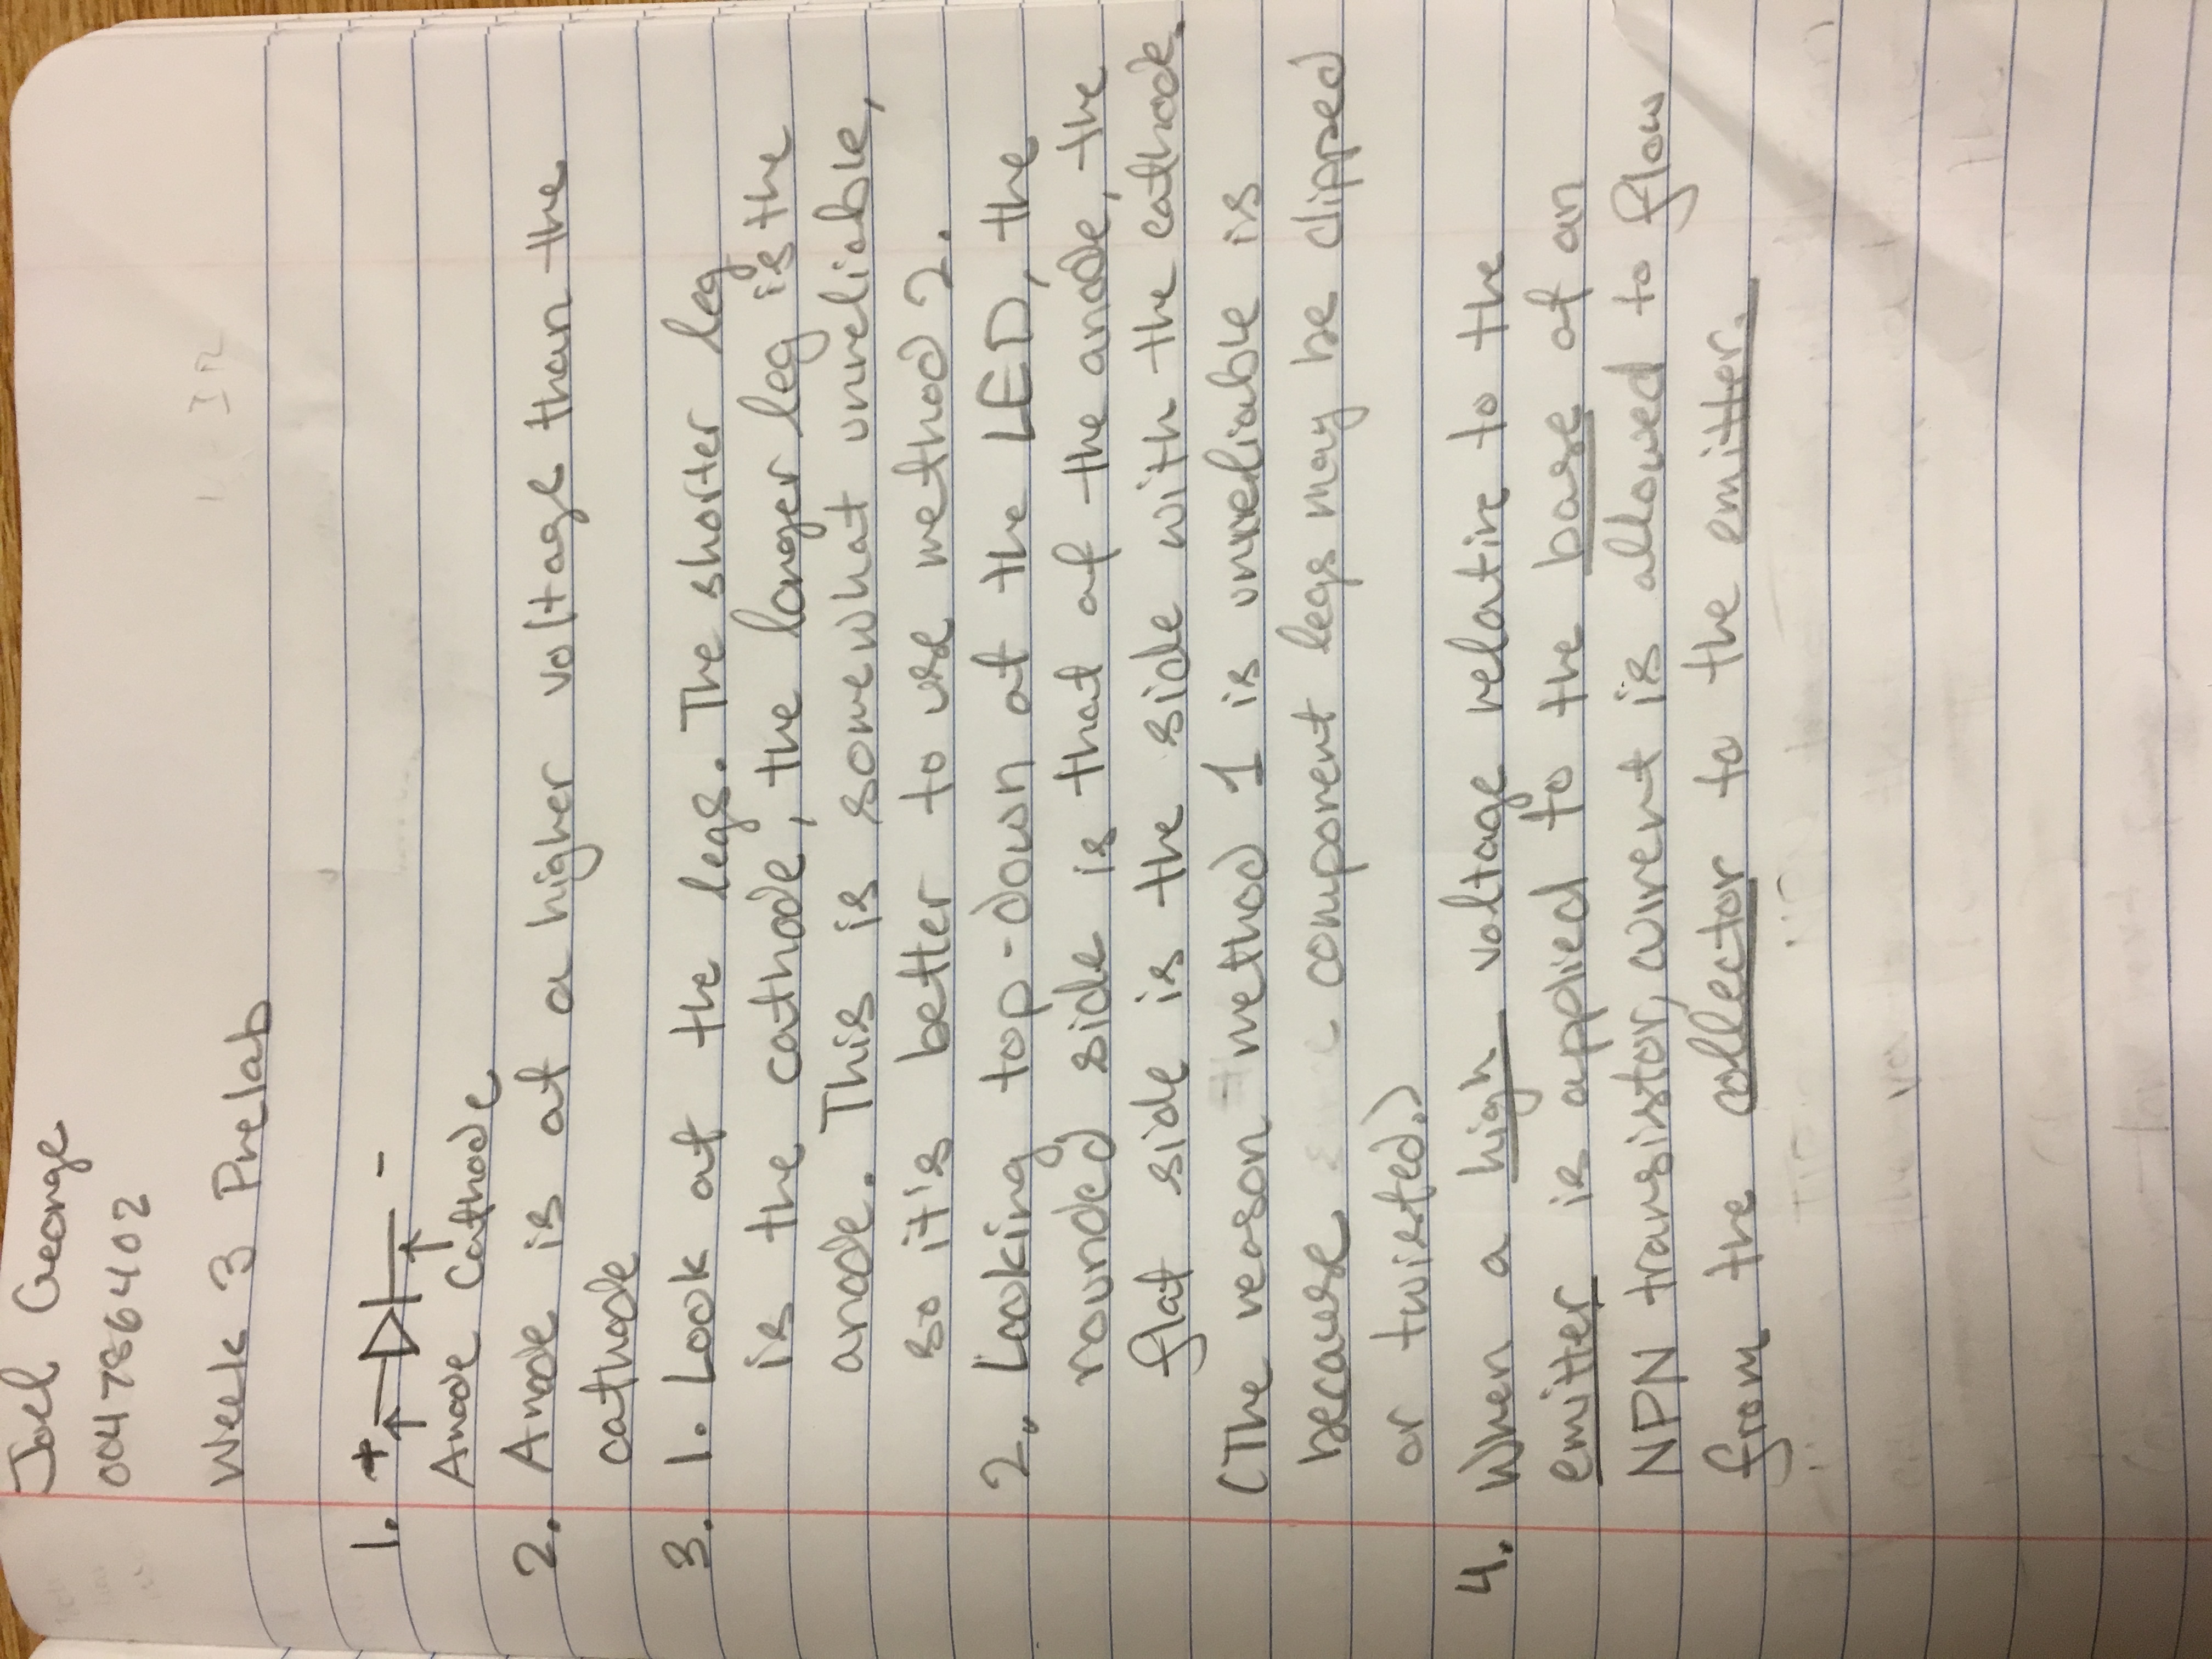 Joel George
004786402
Week 3 Prelab
1. + -
Anode Cathode
2. Anode is at a higher voltage than the
cathode
3. 1. Look at the legs. The shorter leg
is the cathode, the longer leg is the
anode. This is somewhat unreliable,
so it's better to use method 2.
2. Looking top-down at the LED, the
rounded side is that of the anode, the
flat side is the side with the cathode.
(The reason method 1 is unreliable is
because component legs may be clipped
or twisted.)
4. When a high voltage relative to the
emitter is applied to the base of an
NPN transistor, current is allowed to flow
from the collector to the emitter.